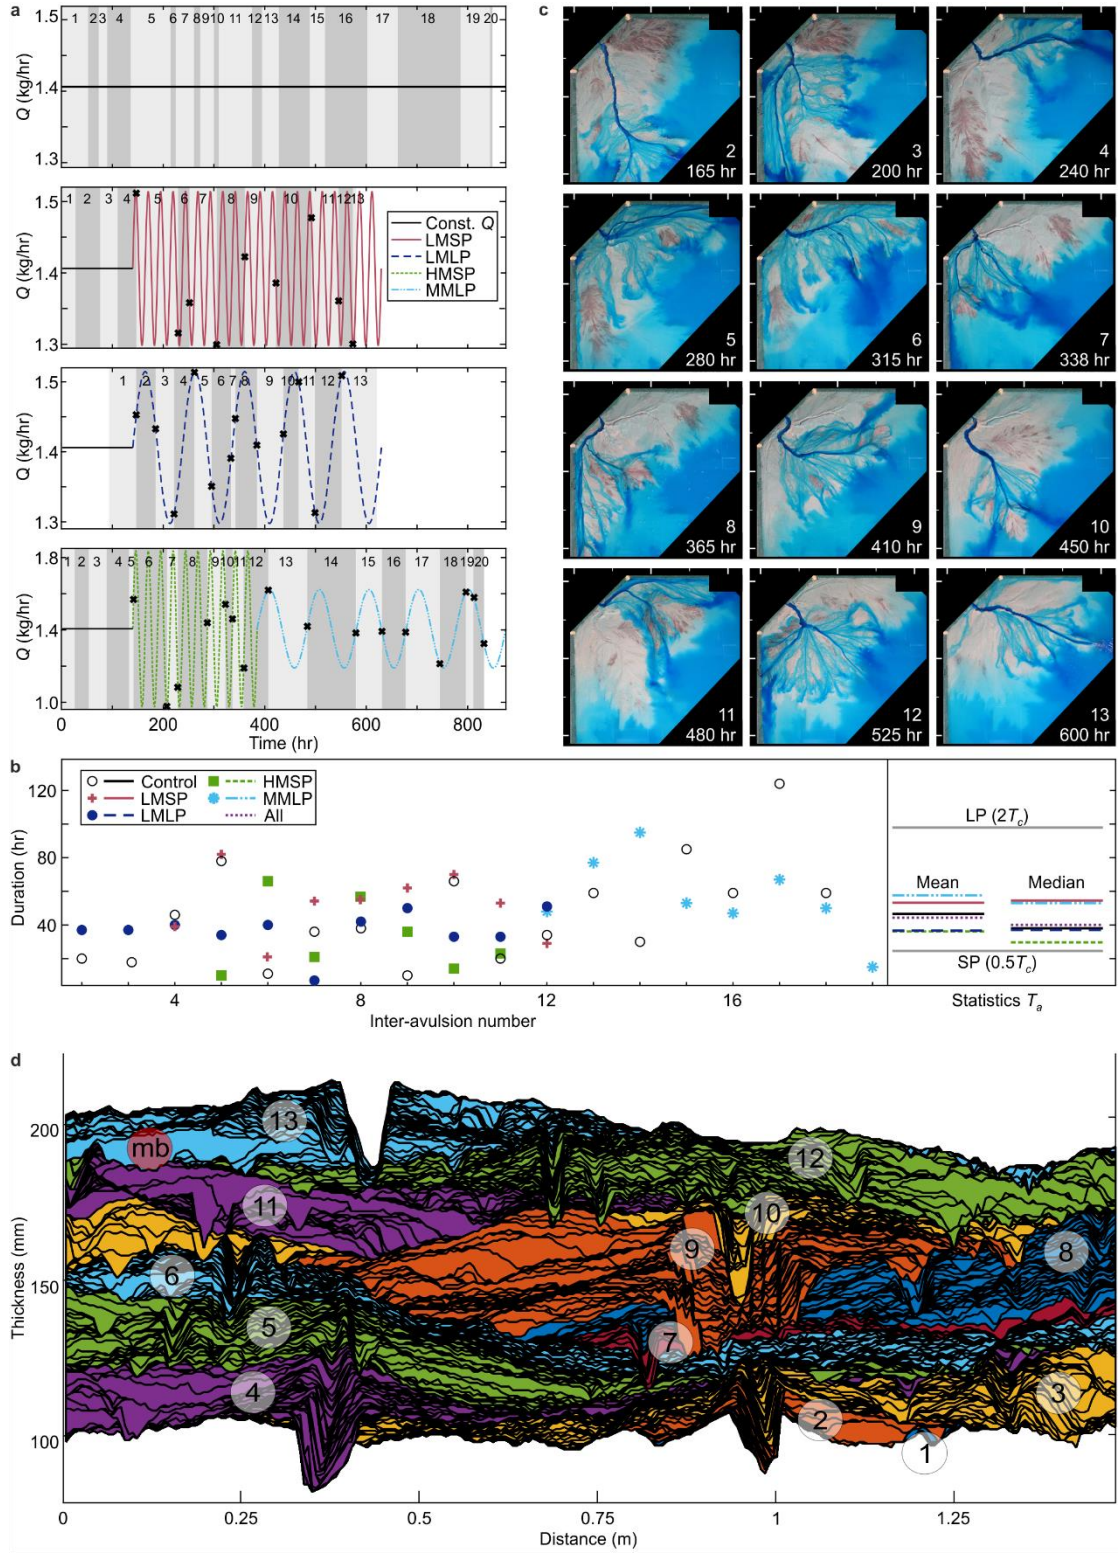 a
1.5
1.4
1.3
Q (kg/hr)
1 2 3 4 5 6 7 8 9 10 11 12 13 14 15 16 17 18 19 20
1.5
1.4
1.3
Q (kg/hr)
1 2 3 4 5 6 7 8 9 10 11 12 13
Const. Q
LMSP
LMLP
HMSP
MMLP
1.5
1.4
1.3
Q (kg/hr)
1 2 3 4 5 6 7 8 9 10 11 12 13
1.8
1.4
1.0
Q (kg/hr)
1 2 3 4 5 6 7 8 9 10 11 12 13 14 15 16 17 18 19 20
0 200 400 600 800
Time (hr)
c
2
165 hr
3
200 hr
4
240 hr
5
280 hr
6
315 hr
7
338 hr
8
365 hr
9
410 hr
10
450 hr
11
480 hr
12
525 hr
13
600 hr
b
120
80
40
Duration (hr)
Control
LMSP
LMLP
HMSP
MMLP
All
4 8 12 16
Inter-avulsion number
LP (2Tc)
Mean Median
SP (0.5Tc)
Statistics Ta
d
200
150
100
Thickness (mm)
13
mb
12
11
10
9
8
6
5
7
4
3
2
1
0 0.25 0.5 0.75 1 1.25
Distance (m)